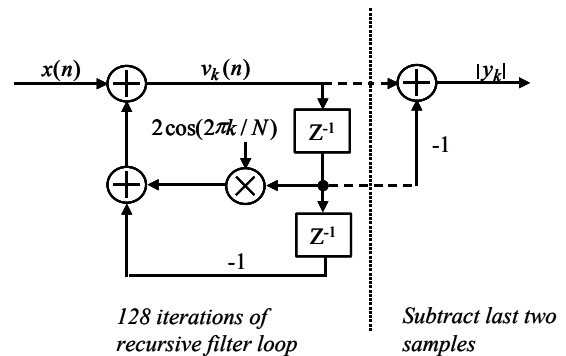 x(n)
v_k(n)
|y_k|
2cos(2πk/N)
Z⁻¹
-1
Z⁻¹
-1
128 iterations of
recursive filter loop
Subtract last two
samples